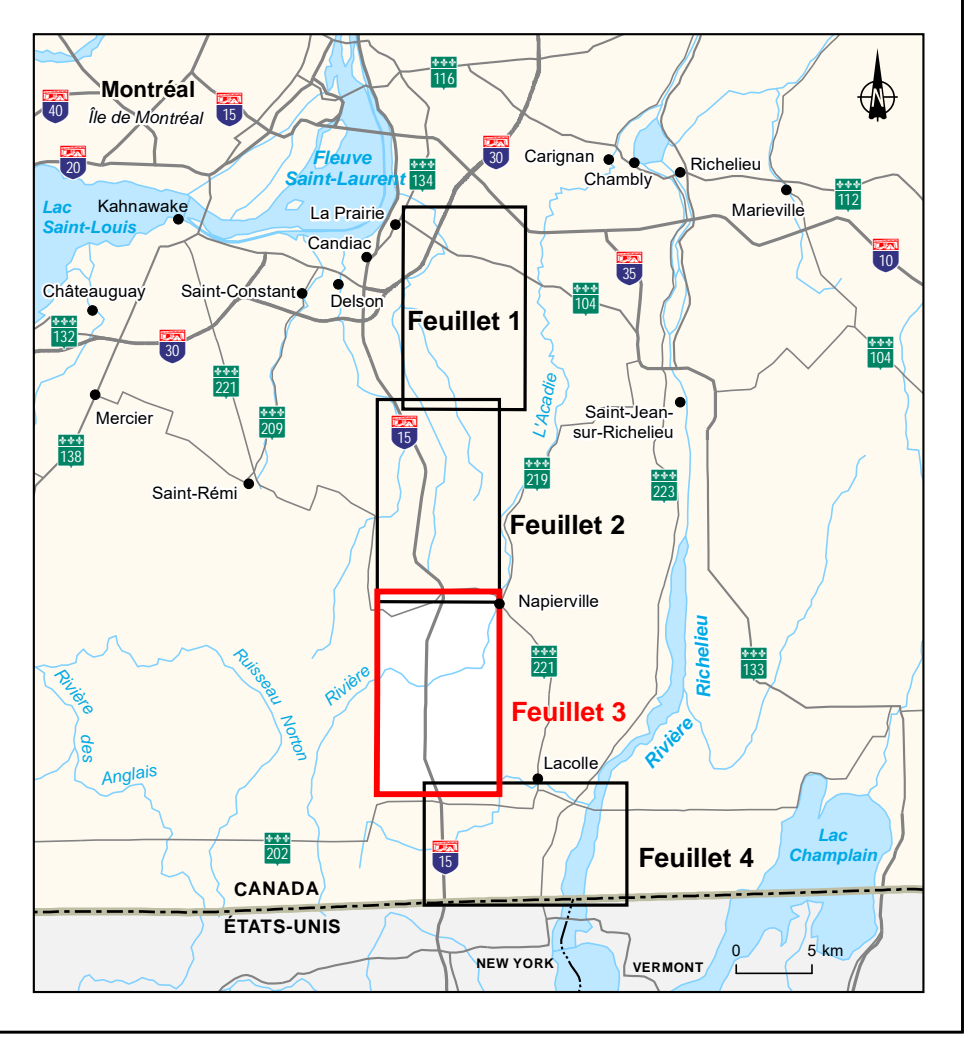 116
Montréal
40
15
Île de Montréal
20
Fleuve
Saint-Laurent
134
30
Carignan
Chambly
Richelieu
Marieville
112
Lac
Saint-Louis
Kahnawake
La Prairie
Candiac
35
10
Châteauguay
Saint-Constant
Delson
104
Feuillet 1
132
30
221
104
L'Acadie
Mercier
209
15
Saint-Jean-
sur-Richelieu
138
Saint-Rémi
219
223
Feuillet 2
Napierville
Rivière
des
Anglais
Ruisseau Norton
Rivière
221
Richelieu
133
Feuillet 3
Rivière
Lacolle
202
15
Feuillet 4
Lac
Champlain
CANADA
ÉTATS-UNIS
NEW YORK
VERMONT
0
5 km
N